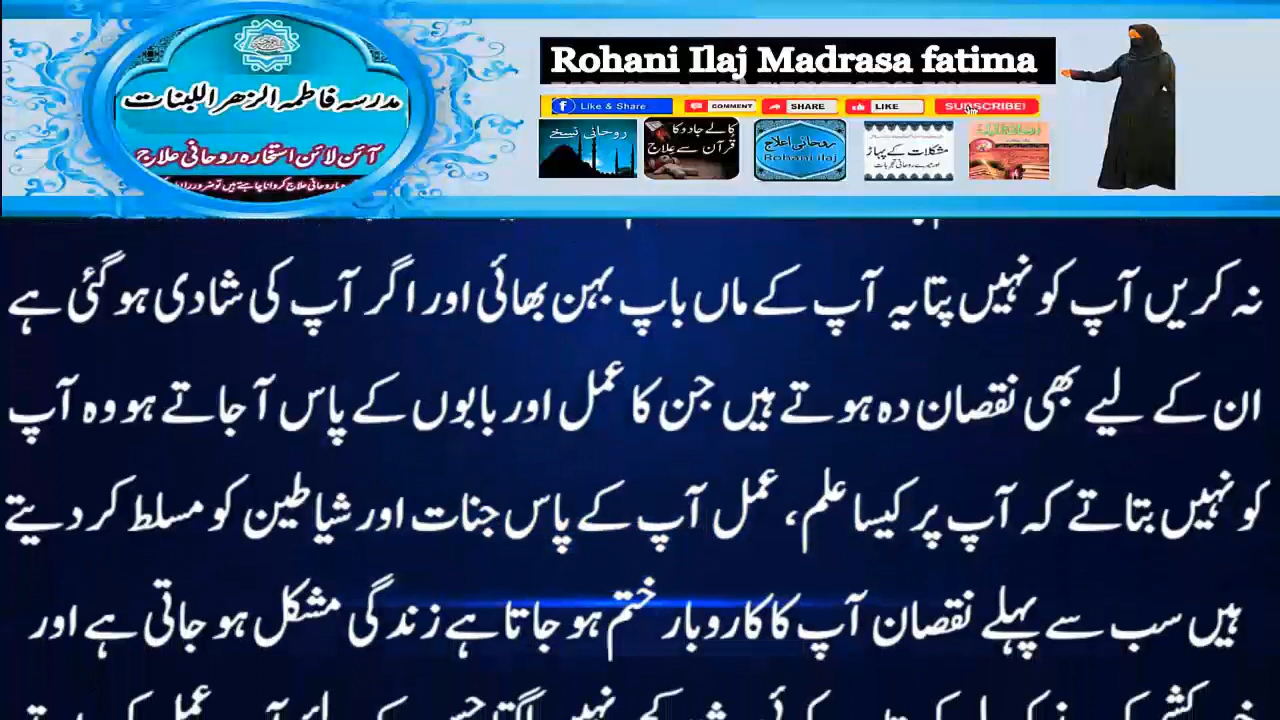 مدرسہ فاطمہ الزھرا للبنات
آئن لائن استخارہ روحانی علاج
Rohani Ilaj Madrasa fatima
Like & Share
COMMENT
SHARE
LIKE
SUBSCRIBE!
روحانی نسخ
کالے جادو کا
قرآن سے علاج
روحانی علاج
Rohani ilaj
مشکلات کے پہاڑ
نہ کریں آپ کو نہیں پتا یہ آپ کے ماں باپ بہن بھائی اور اگر آپ کی شادی ہو گئی ہے
ان کے لیے بھی نقصان دہ ہوتے ہیں جن کا عمل اور بابوں کے پاس آ جاتے ہو وہ آپ
کو نہیں بتاتے کہ آپ پر کیسا علم، عمل آپ کے پاس جنات اور شیاطین کو مسلط کر دیتے
ہیں سب سے پہلے نقصان آپ کا کاروبار ختم ہو جاتا ہے زندگی مشکل ہو جاتی ہے اور